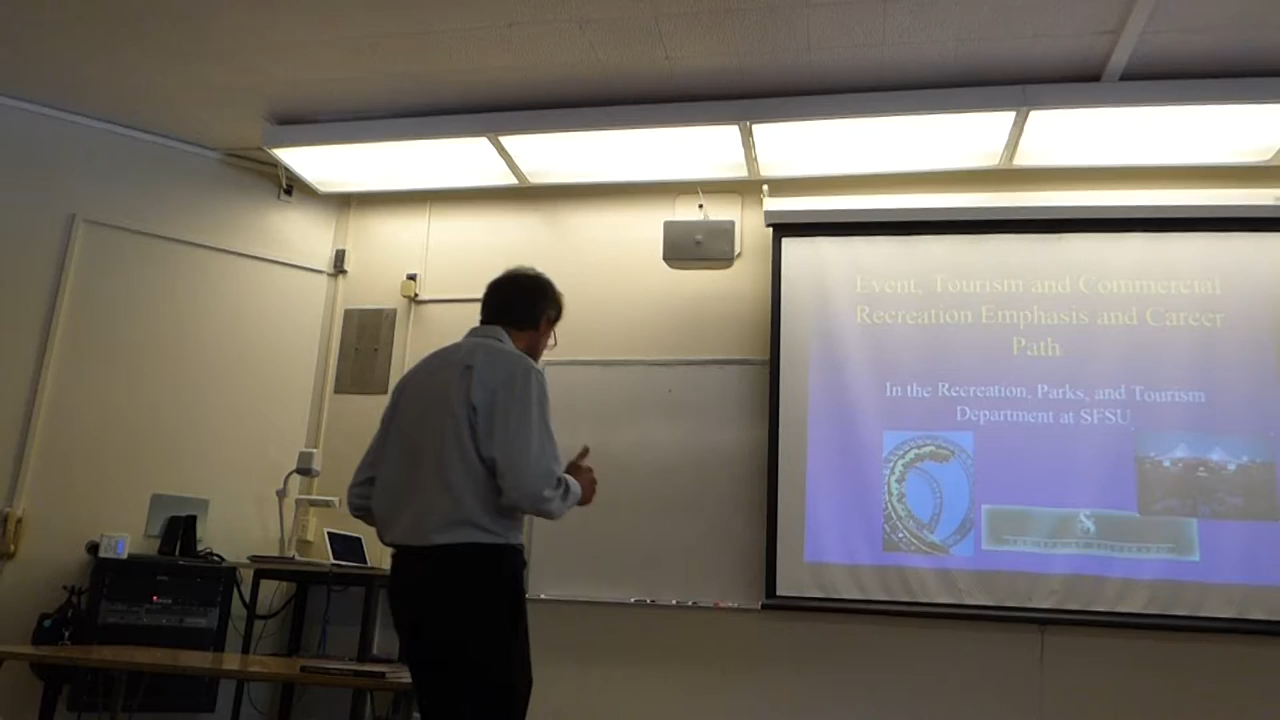 Event, Tourism and Commercial
Recreation Emphasis and Career
Path
In the Recreation, Parks, and Tourism
Department at SFSU